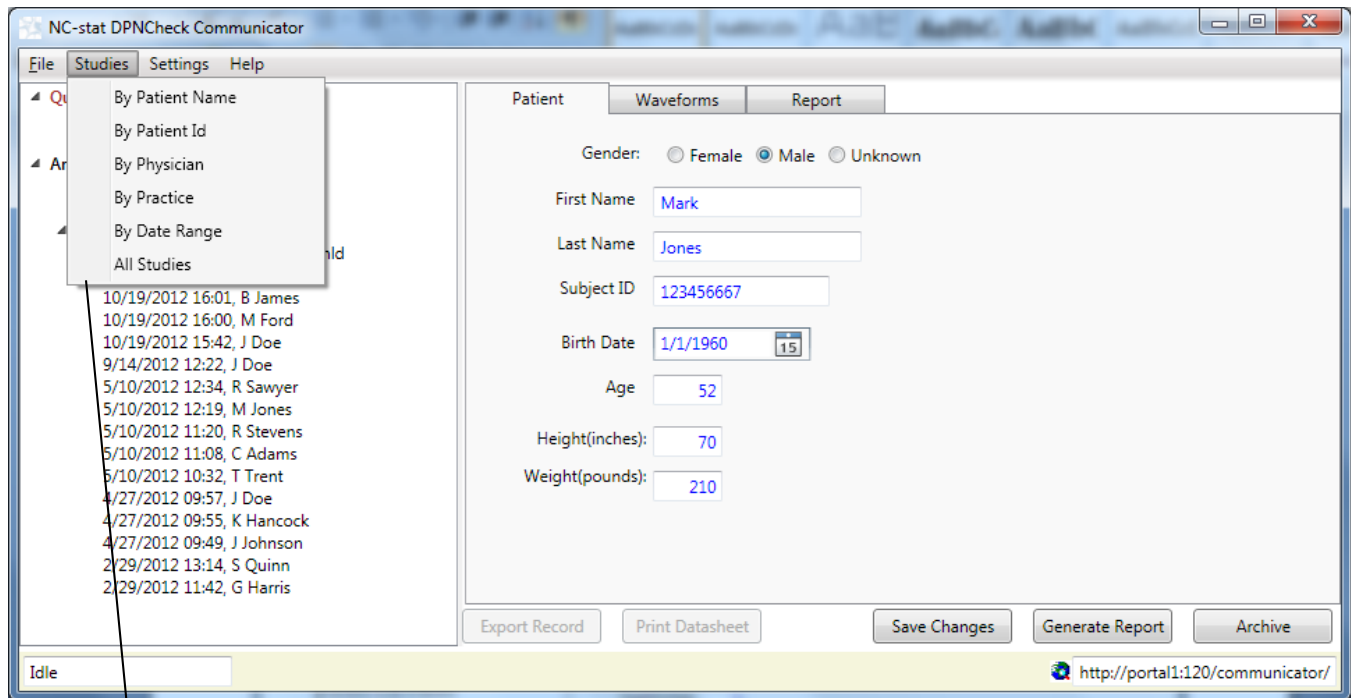 NC-stat DPNCheck Communicator
File Studies Settings Help
By Patient Name
By Patient Id
By Physician
By Practice
By Date Range
All Studies
10/19/2012 16:01, B James
10/19/2012 16:00, M Ford
10/19/2012 15:42, J Doe
9/14/2012 12:22, J Doe
5/10/2012 12:34, R Sawyer
5/10/2012 12:19, M Jones
5/10/2012 11:20, R Stevens
5/10/2012 11:08, C Adams
5/10/2012 10:32, T Trent
4/27/2012 09:57, J Doe
4/27/2012 09:55, K Hancock
4/27/2012 09:49, J Johnson
2/29/2012 13:14, S Quinn
2/29/2012 11:42, G Harris
Patient Waveforms Report
Gender: Female Male Unknown
First Name Mark
Last Name Jones
Subject ID 123456667
Birth Date 1/1/1960 15
Age 52
Height(inches): 70
Weight(pounds): 210
Export Record Print Datasheet Save Changes Generate Report Archive
Idle http://portal1:120/communicator/